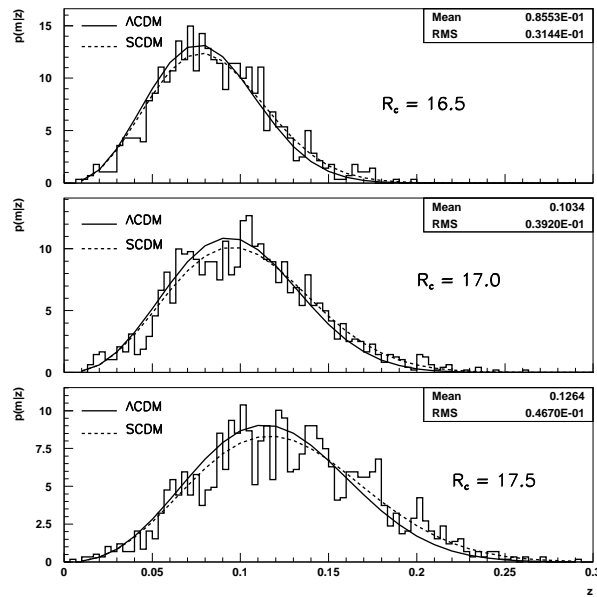 p(m|z)
15
10
5
0
ΛCDM
SCDM
Mean 0.8553E-01
RMS 0.3144E-01
R_c = 16.5
p(m|z)
10
5
0
ΛCDM
SCDM
Mean 0.1034
RMS 0.3920E-01
R_c = 17.0
p(m|z)
10
7.5
5
2.5
0
ΛCDM
SCDM
Mean 0.1264
RMS 0.4670E-01
R_c = 17.5
0 0.05 0.1 0.15 0.2 0.25 0.3
z